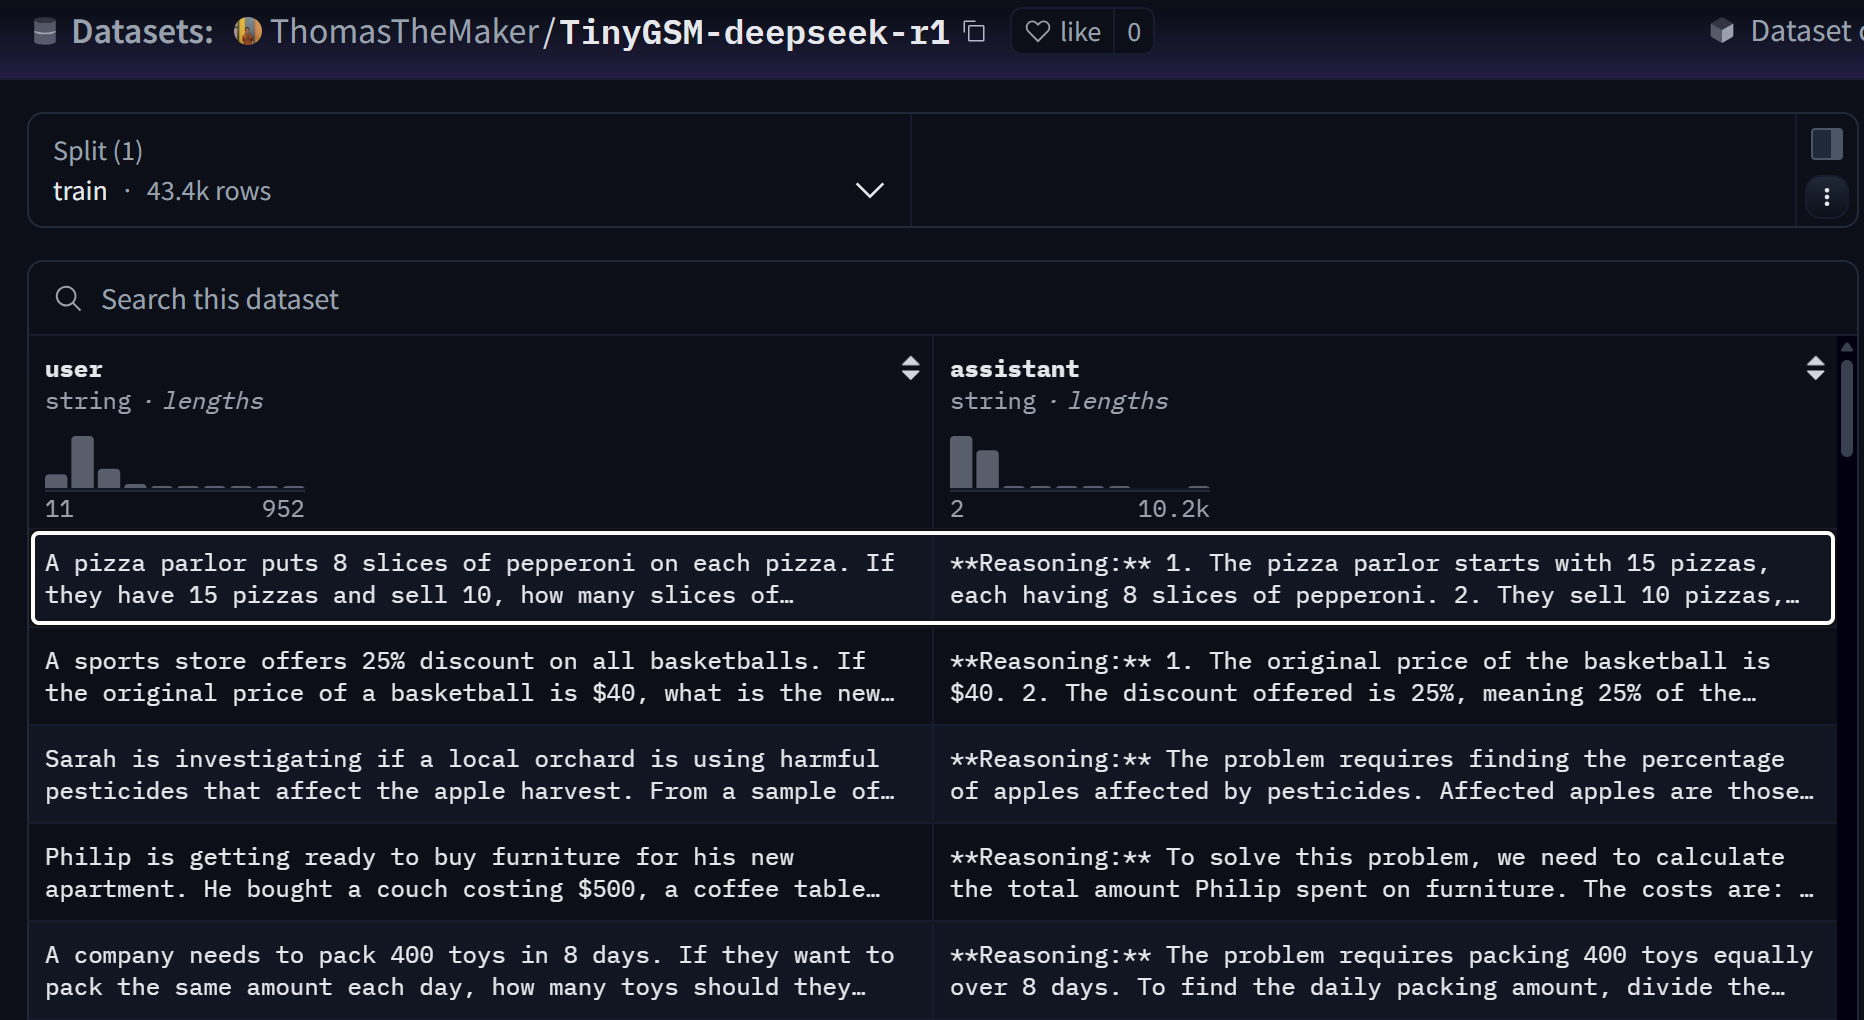 Datasets: ThomasTheMaker/TinyGSM-deepseek-r1 like 0 Dataset
Split (1)
train · 43.4k rows
Search this dataset
user
string · lengths
11 952
assistant
string · lengths
2 10.2k
A pizza parlor puts 8 slices of pepperoni on each pizza. If
they have 15 pizzas and sell 10, how many slices of…
**Reasoning:** 1. The pizza parlor starts with 15 pizzas,
each having 8 slices of pepperoni. 2. They sell 10 pizzas,…
A sports store offers 25% discount on all basketballs. If
the original price of a basketball is $40, what is the new…
**Reasoning:** 1. The original price of the basketball is
$40. 2. The discount offered is 25%, meaning 25% of the…
Sarah is investigating if a local orchard is using harmful
pesticides that affect the apple harvest. From a sample of…
**Reasoning:** The problem requires finding the percentage
of apples affected by pesticides. Affected apples are those…
Philip is getting ready to buy furniture for his new
apartment. He bought a couch costing $500, a coffee table…
**Reasoning:** To solve this problem, we need to calculate
the total amount Philip spent on furniture. The costs are: …
A company needs to pack 400 toys in 8 days. If they want to
pack the same amount each day, how many toys should they…
**Reasoning:** The problem requires packing 400 toys equally
over 8 days. To find the daily packing amount, divide the…